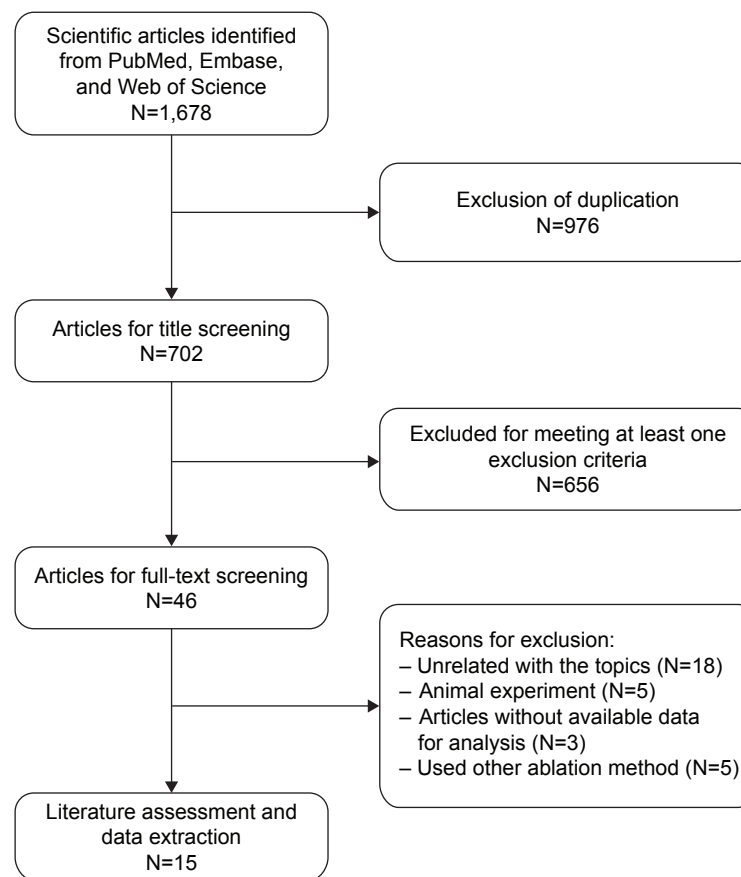 Scientific articles identified
from PubMed, Embase,
and Web of Science
N=1,678
Exclusion of duplication
N=976
Articles for title screening
N=702
Excluded for meeting at least one
exclusion criteria
N=656
Articles for full-text screening
N=46
Reasons for exclusion:
– Unrelated with the topics (N=18)
– Animal experiment (N=5)
– Articles without available data
for analysis (N=3)
– Used other ablation method (N=5)
Literature assessment and
data extraction
N=15